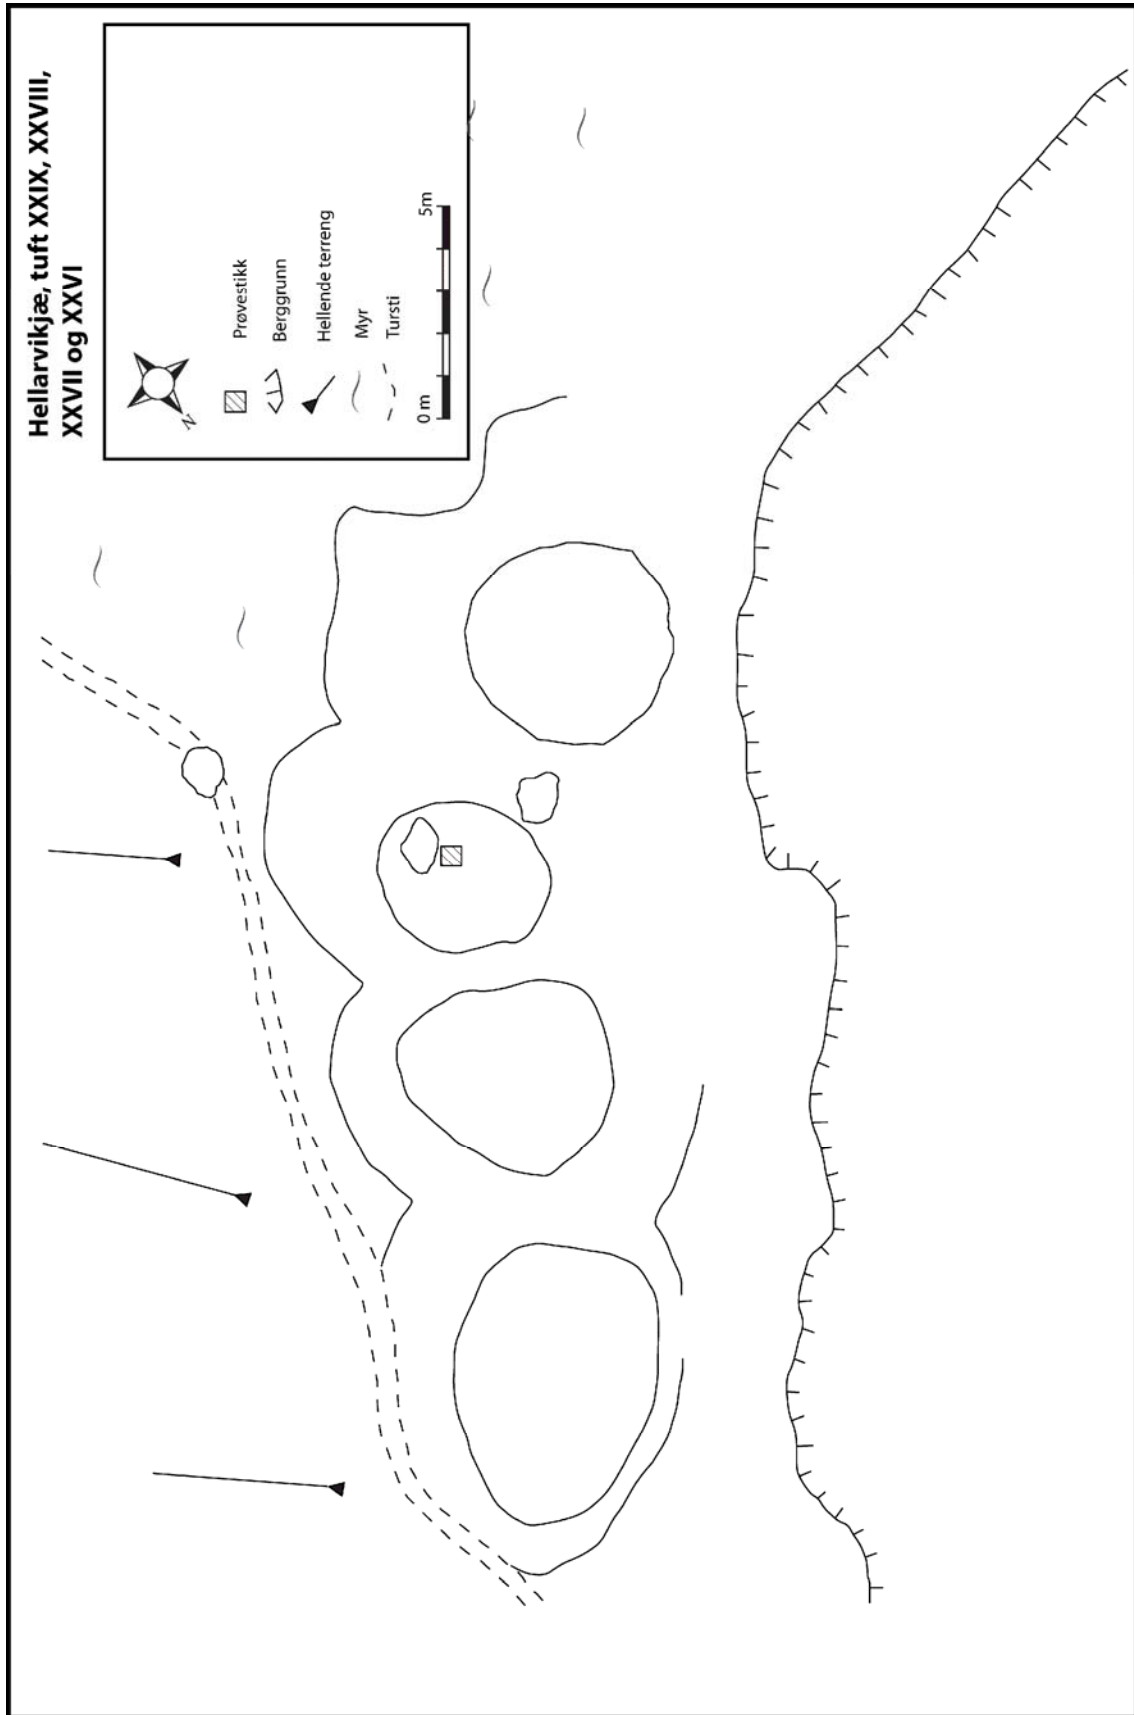 Hellarvikjæ, tuft XXIX, XXVIII,
XXVII og XXVI
N
Prøvestikk
Berggrunn
Hellende terreng
Myr
Tursti
0 m 5m